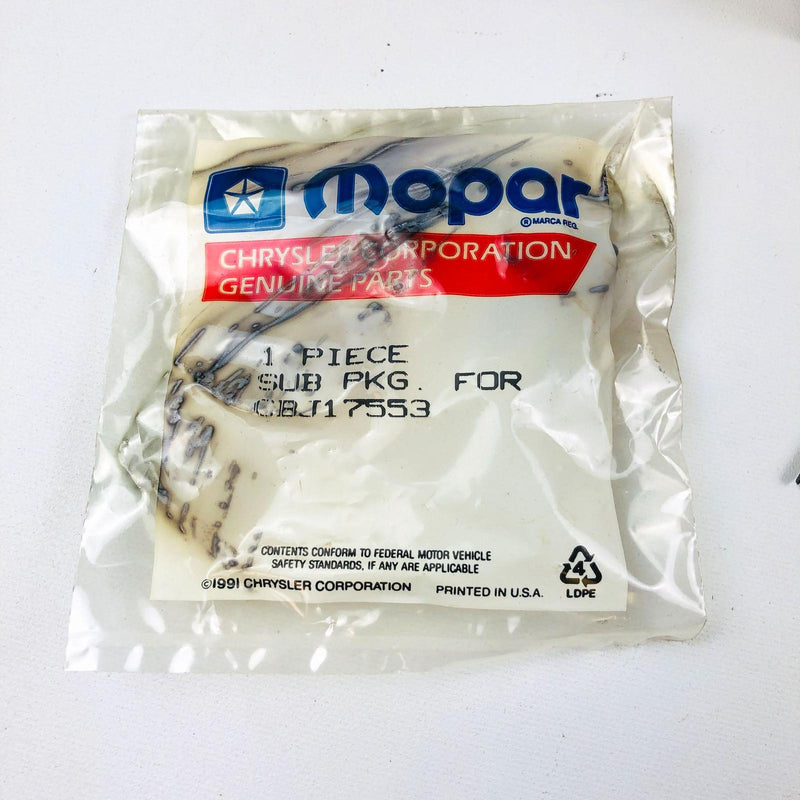 mopar
® MARCA REG.
CHRYSLER CORPORATION
GENUINE PARTS
1 PIECE
SUB PKG. FOR
CBJ17553
CONTENTS CONFORM TO FEDERAL MOTOR VEHICLE
SAFETY STANDARDS, IF ANY ARE APPLICABLE
©1991 CHRYSLER CORPORATION PRINTED IN U.S.A.
4
LDPE